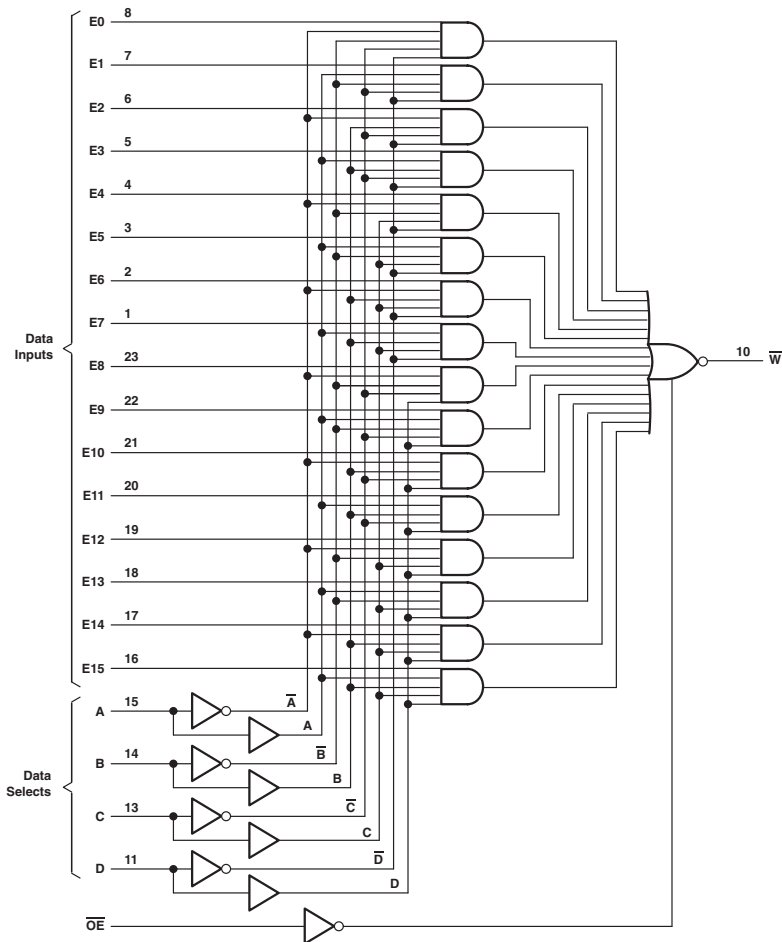 E0 8
E1 7
E2 6
E3 5
E4 4
E5 3
E6 2
E7 1
Data
Inputs
E8 23
10 W̅
E9 22
E10 21
E11 20
E12 19
E13 18
E14 17
E15 16
A 15 A̅
A
B 14 B̅
B
Data
Selects
C 13 C̅
C
D 11 D̅
D
O̅E̅